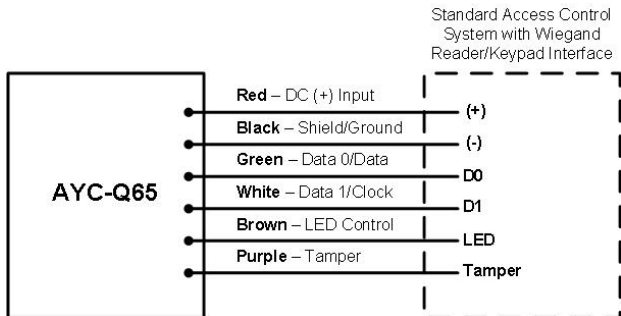 Standard Access Control
System with Wiegand
Reader/Keypad Interface
Red – DC (+) Input
(+)
Black – Shield/Ground
(-)
Green – Data 0/Data
D0
AYC-Q65
White – Data 1/Clock
D1
Brown – LED Control
LED
Purple – Tamper
Tamper